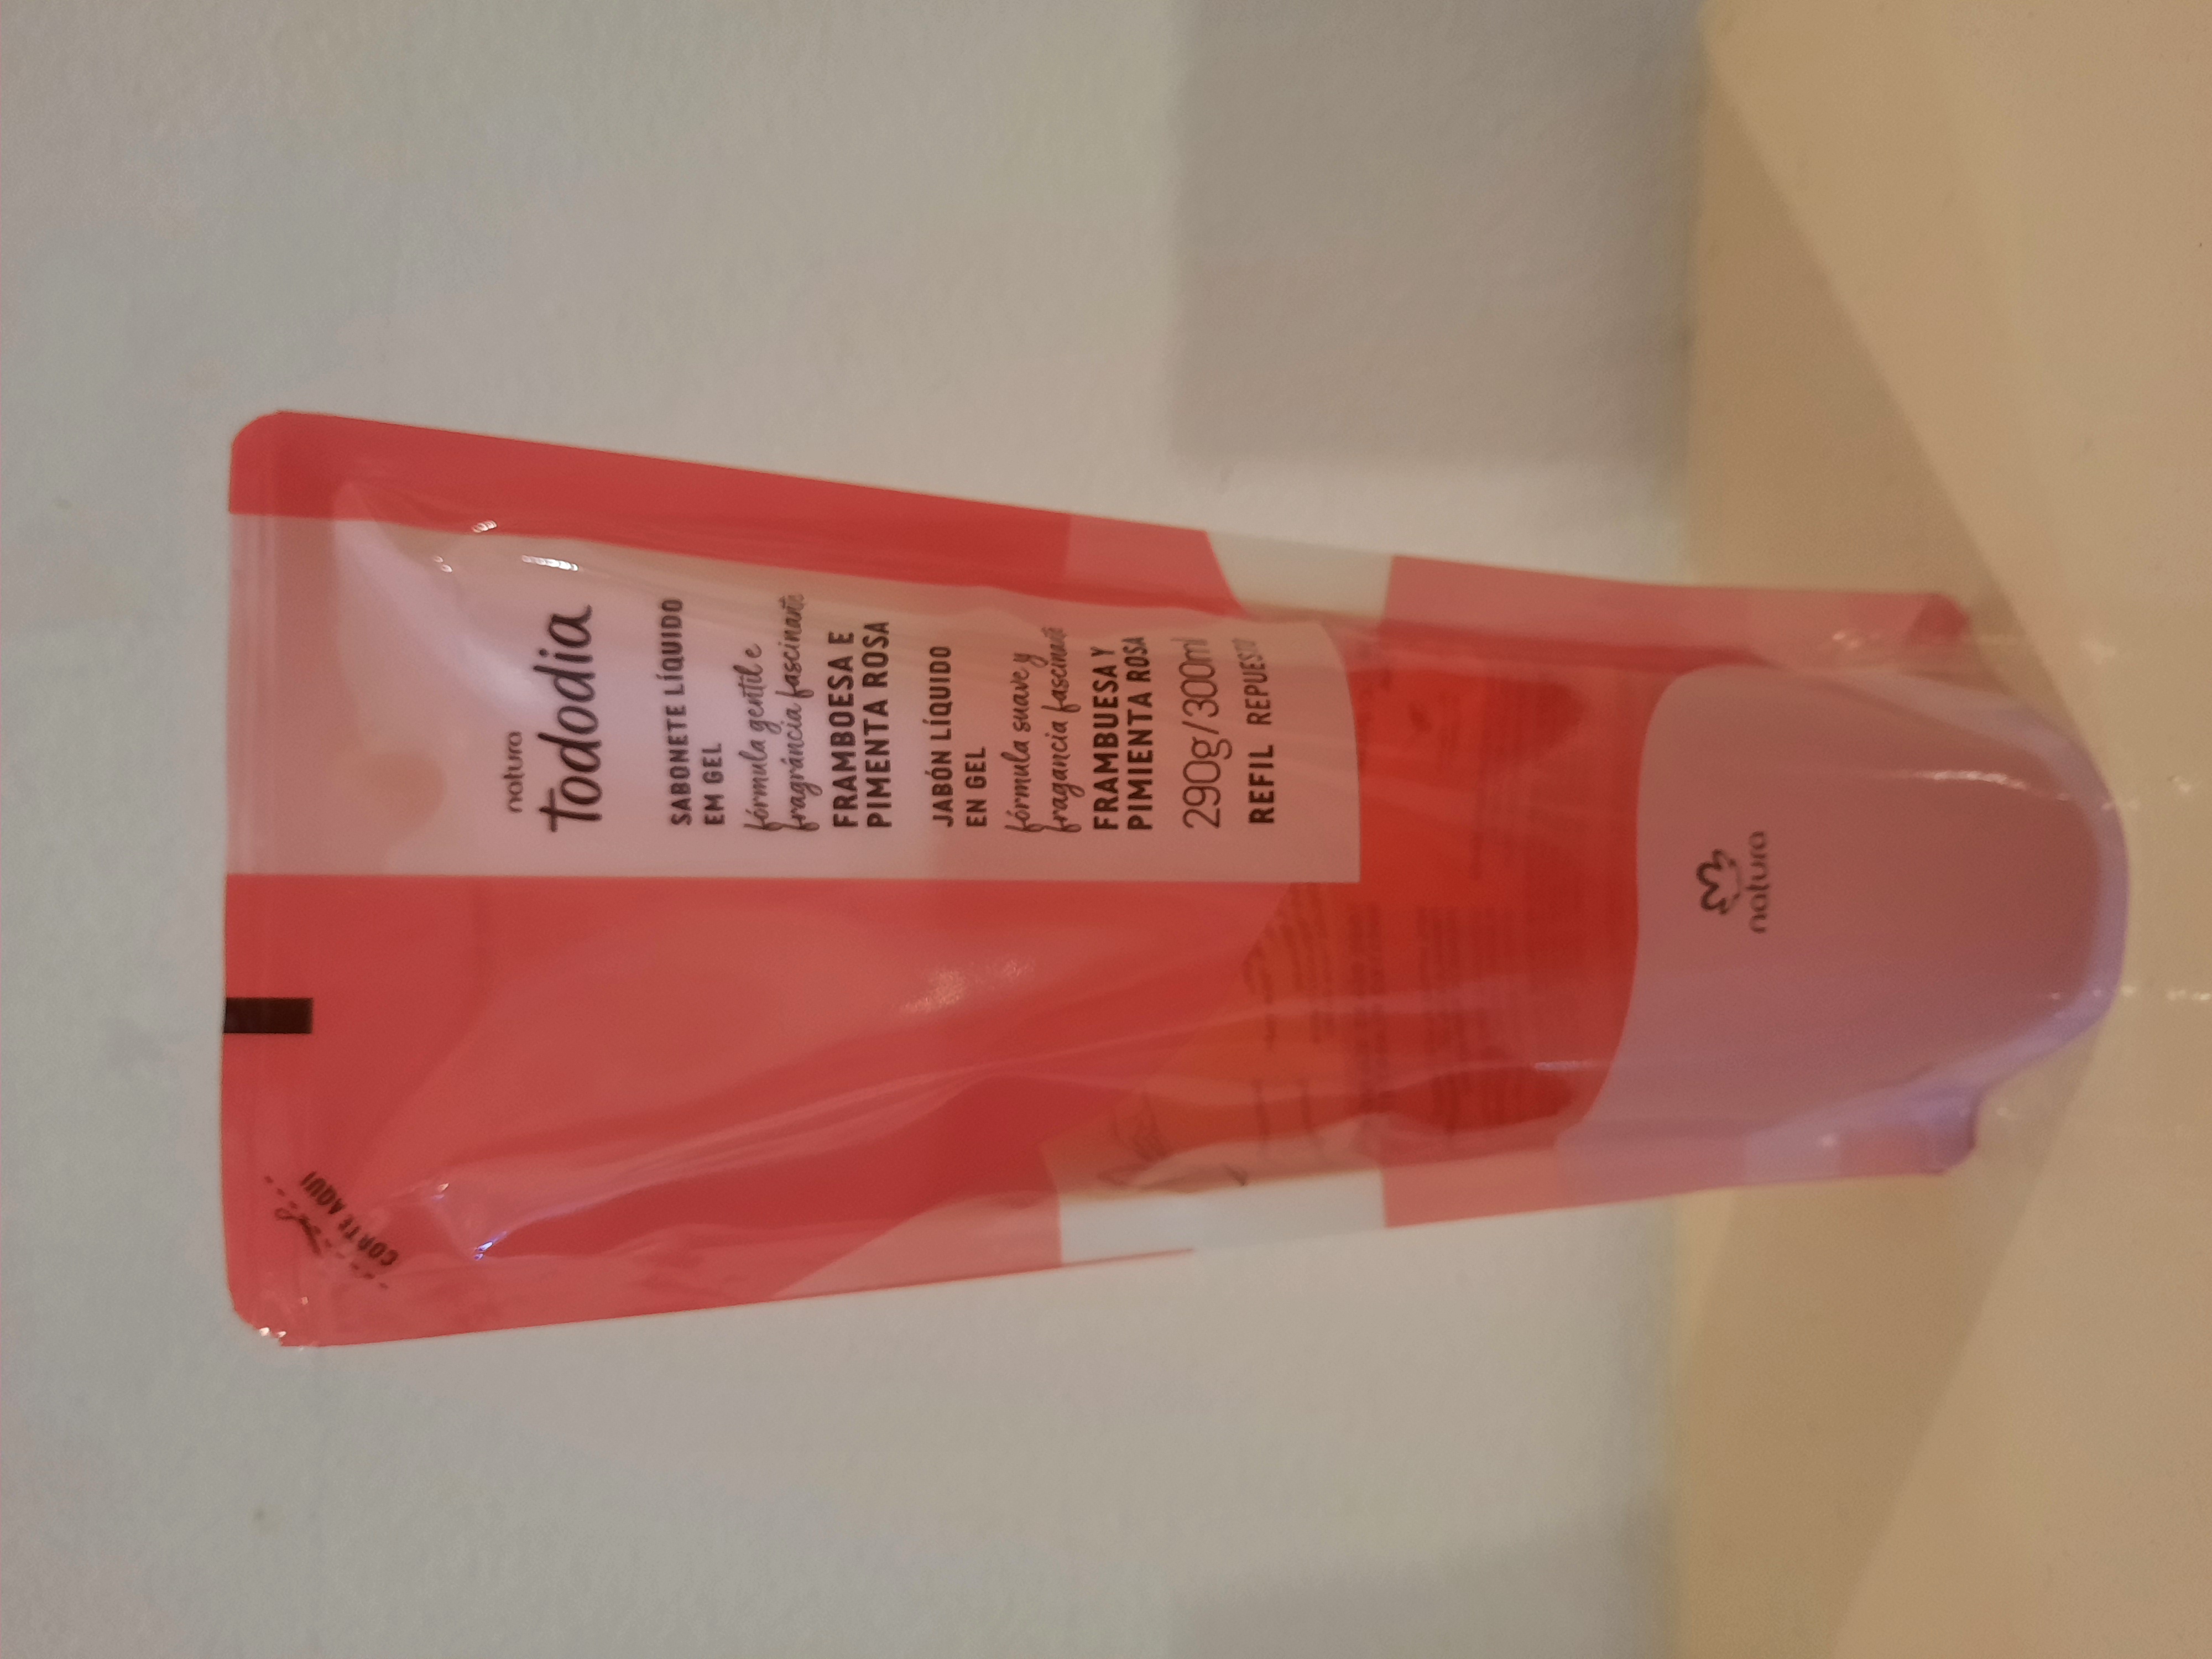 CORTE AQUI
natura
tododia
SABONETE LÍQUIDO
EM GEL
fórmula gentil e
fragrância fascinante
FRAMBOESA E
PIMENTA ROSA
JABÓN LÍQUIDO
EN GEL
fórmula suave y
fragancia fascinante
FRAMBUESA Y
PIMIENTA ROSA
290g/300ml
REFIL REPUESTO
natura